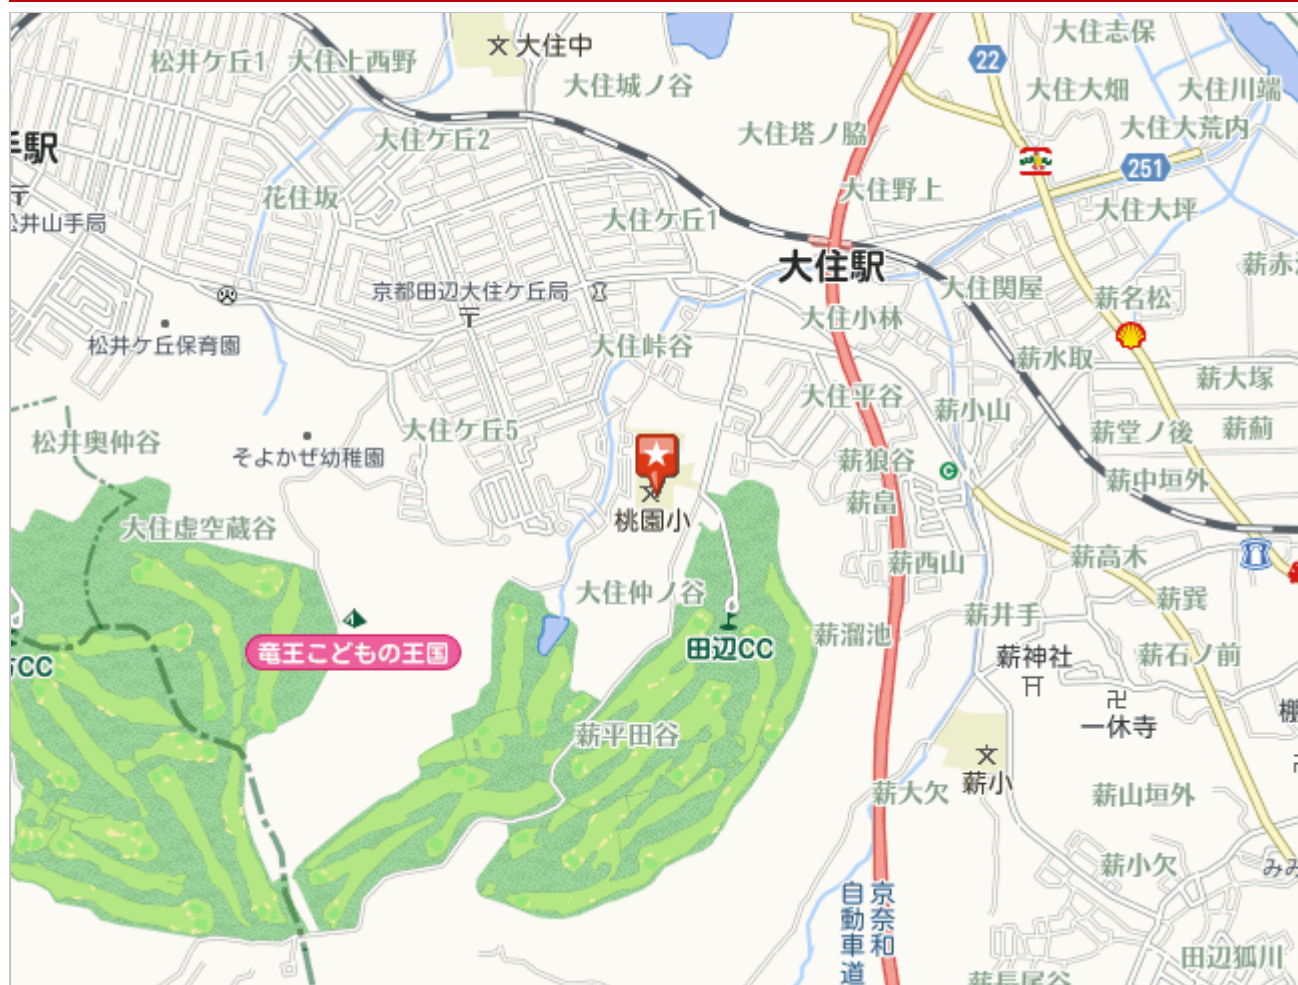 文大住中
22
大住志保
松井ケ丘1
大住上西野
大住城ノ谷
大住大畑
大住川端
大住塔ノ脇
大住大荒内
手駅
大住ケ丘2
251
花住坂
大住野上
松井山手局
大住ケ丘1
大住大坪
大住駅
薪赤
京都田辺大住ケ丘局
大住関屋
薪名松
大住小林
松井ケ丘保育園
大住峠谷
薪水取
薪大塚
大住平谷
薪小山
松井奥仲谷
大住ケ丘5
薪堂ノ後
薪薊
そよかぜ幼稚園
薪狼谷
C
薪中垣外
薪畠
大住虚空蔵谷
文
桃園小
薪高木
薪西山
大住仲ノ谷
薪巽
薪井手
薪溜池
竜王こどもの王国
田辺CC
薪神社
薪石ノ前
CC
卍
一休寺
棚
薪平田谷
文
薪小
薪大欠
薪山垣外
薪小欠
みみ
京奈和
自動車道
田辺狐川
薪長尾谷